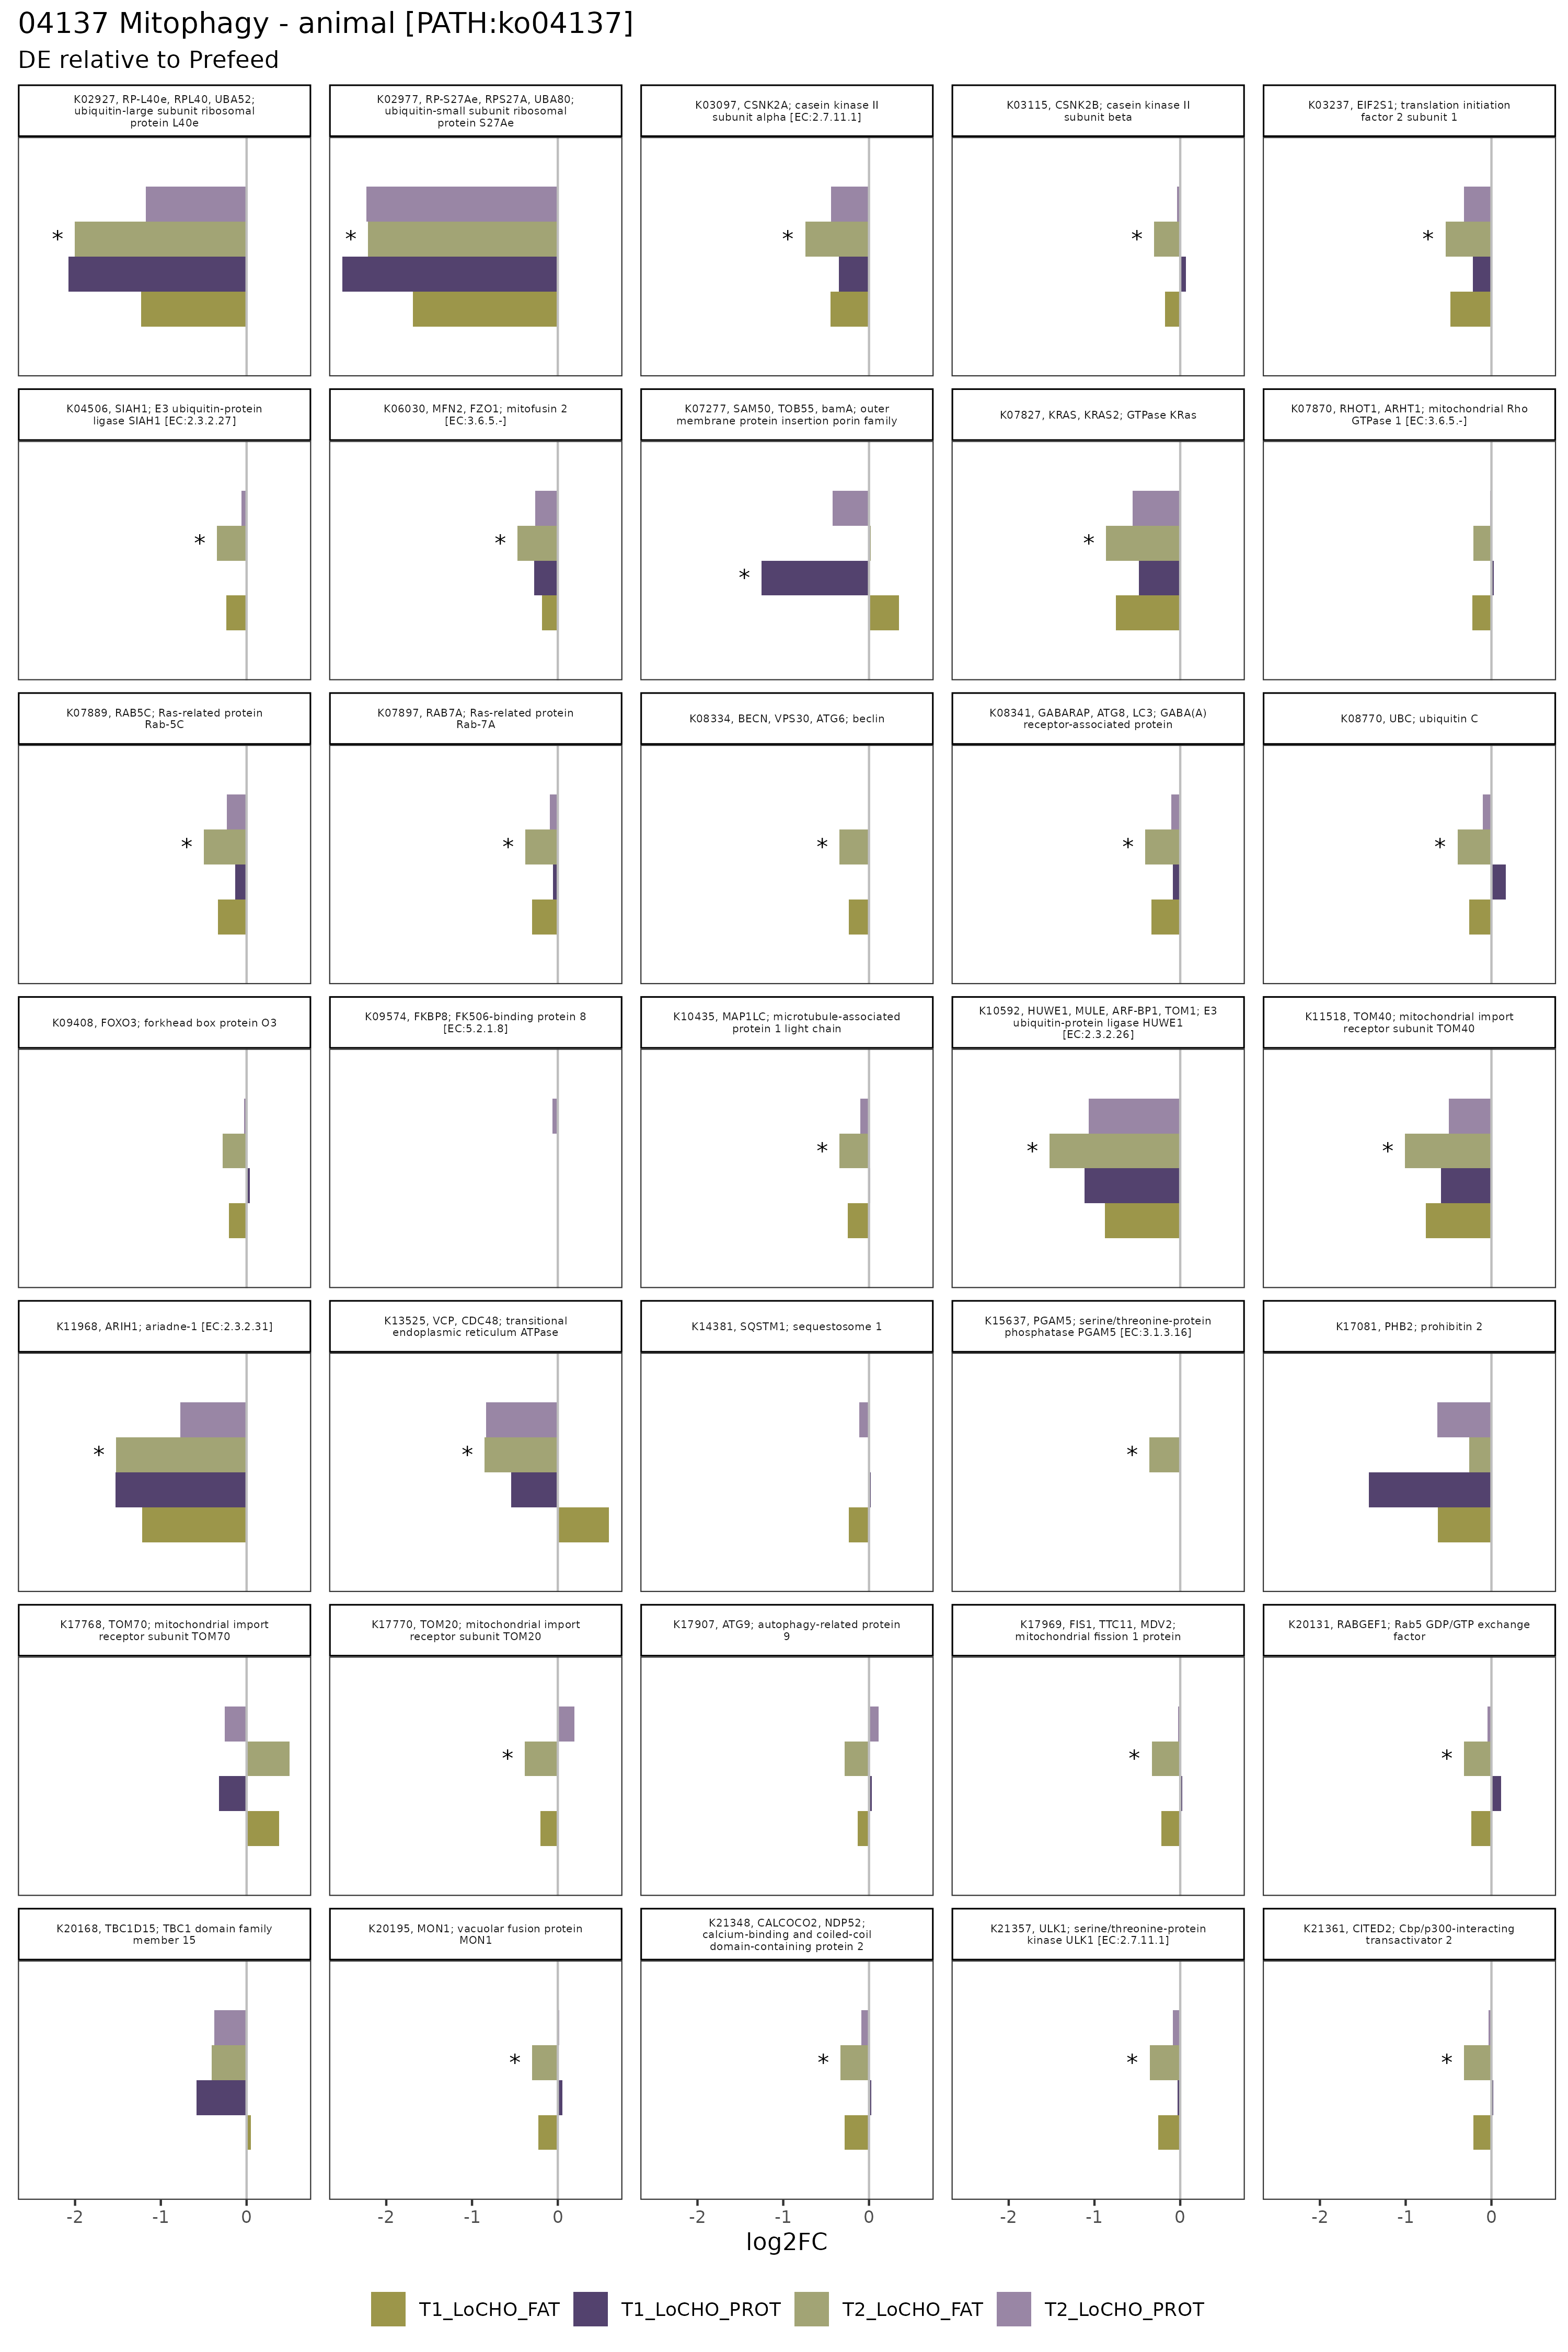 04137 Mitophagy - animal [PATH:ko04137]
DE relative to Prefeed
K02927, RP-L40e, RPL40, UBA52;
ubiquitin-large subunit ribosomal
protein L40e
K02977, RP-S27Ae, RPS27A, UBA80;
ubiquitin-small subunit ribosomal
protein S27Ae
K03097, CSNK2A; casein kinase II
subunit alpha [EC:2.7.11.1]
K03115, CSNK2B; casein kinase II
subunit beta
K03237, EIF2S1; translation initiation
factor 2 subunit 1
*
*
*
*
*
K04506, SIAH1; E3 ubiquitin-protein
ligase SIAH1 [EC:2.3.2.27]
K06030, MFN2, FZO1; mitofusin 2
[EC:3.6.5.-]
K07277, SAM50, TOB55, bamA; outer
membrane protein insertion porin family
K07827, KRAS, KRAS2; GTPase KRas
K07870, RHOT1, ARHT1; mitochondrial Rho
GTPase 1 [EC:3.6.5.-]
*
*
*
*
K07889, RAB5C; Ras-related protein
Rab-5C
K07897, RAB7A; Ras-related protein
Rab-7A
K08334, BECN, VPS30, ATG6; beclin
K08341, GABARAP, ATG8, LC3; GABA(A)
receptor-associated protein
K08770, UBC; ubiquitin C
*
*
*
*
*
K09408, FOXO3; forkhead box protein O3
K09574, FKBP8; FK506-binding protein 8
[EC:5.2.1.8]
K10435, MAP1LC; microtubule-associated
protein 1 light chain
K10592, HUWE1, MULE, ARF-BP1, TOM1; E3
ubiquitin-protein ligase HUWE1
[EC:2.3.2.26]
K11518, TOM40; mitochondrial import
receptor subunit TOM40
*
*
*
K11968, ARIH1; ariadne-1 [EC:2.3.2.31]
K13525, VCP, CDC48; transitional
endoplasmic reticulum ATPase
K14381, SQSTM1; sequestosome 1
K15637, PGAM5; serine/threonine-protein
phosphatase PGAM5 [EC:3.1.3.16]
K17081, PHB2; prohibitin 2
*
*
*
K17768, TOM70; mitochondrial import
receptor subunit TOM70
K17770, TOM20; mitochondrial import
receptor subunit TOM20
K17907, ATG9; autophagy-related protein
9
K17969, FIS1, TTC11, MDV2;
mitochondrial fission 1 protein
K20131, RABGEF1; Rab5 GDP/GTP exchange
factor
*
*
*
K20168, TBC1D15; TBC1 domain family
member 15
K20195, MON1; vacuolar fusion protein
MON1
K21348, CALCOCO2, NDP52;
calcium-binding and coiled-coil
domain-containing protein 2
K21357, ULK1; serine/threonine-protein
kinase ULK1 [EC:2.7.11.1]
K21361, CITED2; Cbp/p300-interacting
transactivator 2
*
*
*
*
-2 -1 0 -2 -1 0 -2 -1 0 -2 -1 0 -2 -1 0
log2FC
T1_LoCHO_FAT T1_LoCHO_PROT T2_LoCHO_FAT T2_LoCHO_PROT